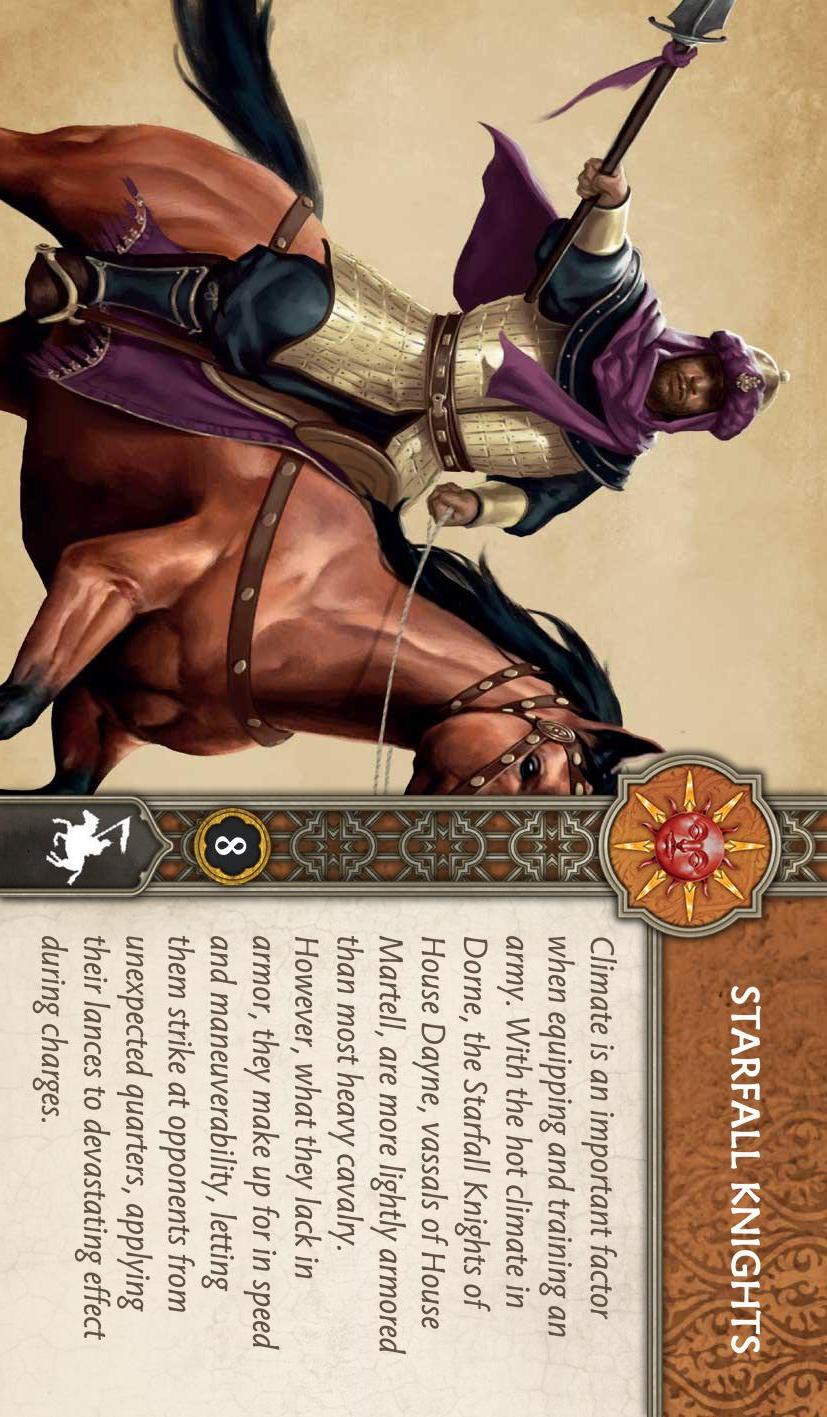 STARFALL KNIGHTS
8
Climate is an important factor
when equipping and training an
army. With the hot climate in
Dorne, the Starfall Knights of
House Dayne, vassals of House
Martell, are more lightly armored
than most heavy cavalry.
However, what they lack in
armor, they make up for in speed
and maneuverability, letting
them strike at opponents from
unexpected quarters, applying
their lances to devastating effect
during charges.